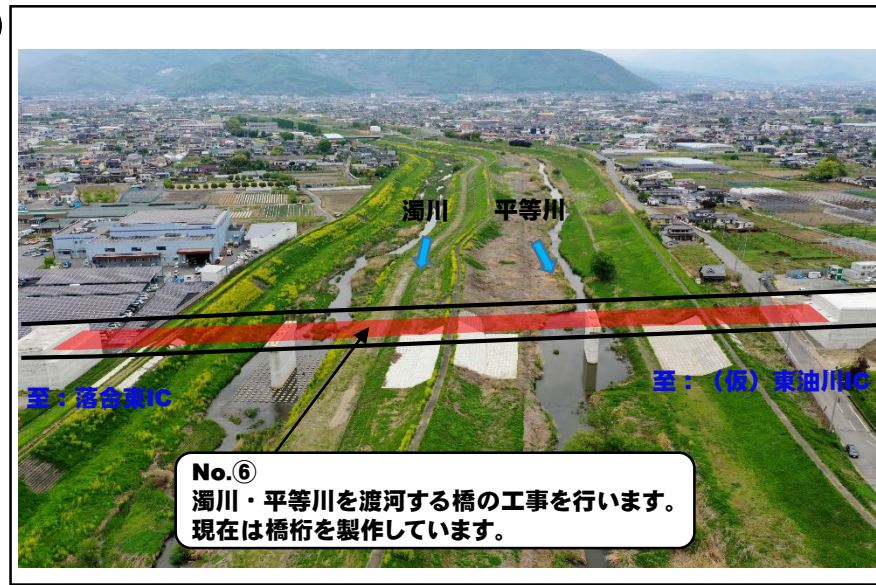 濁川
平等川
至：落合東IC
至：（仮）東油川IC
No.⑥
濁川・平等川を渡河する橋の工事を行います。
現在は橋桁を製作しています。